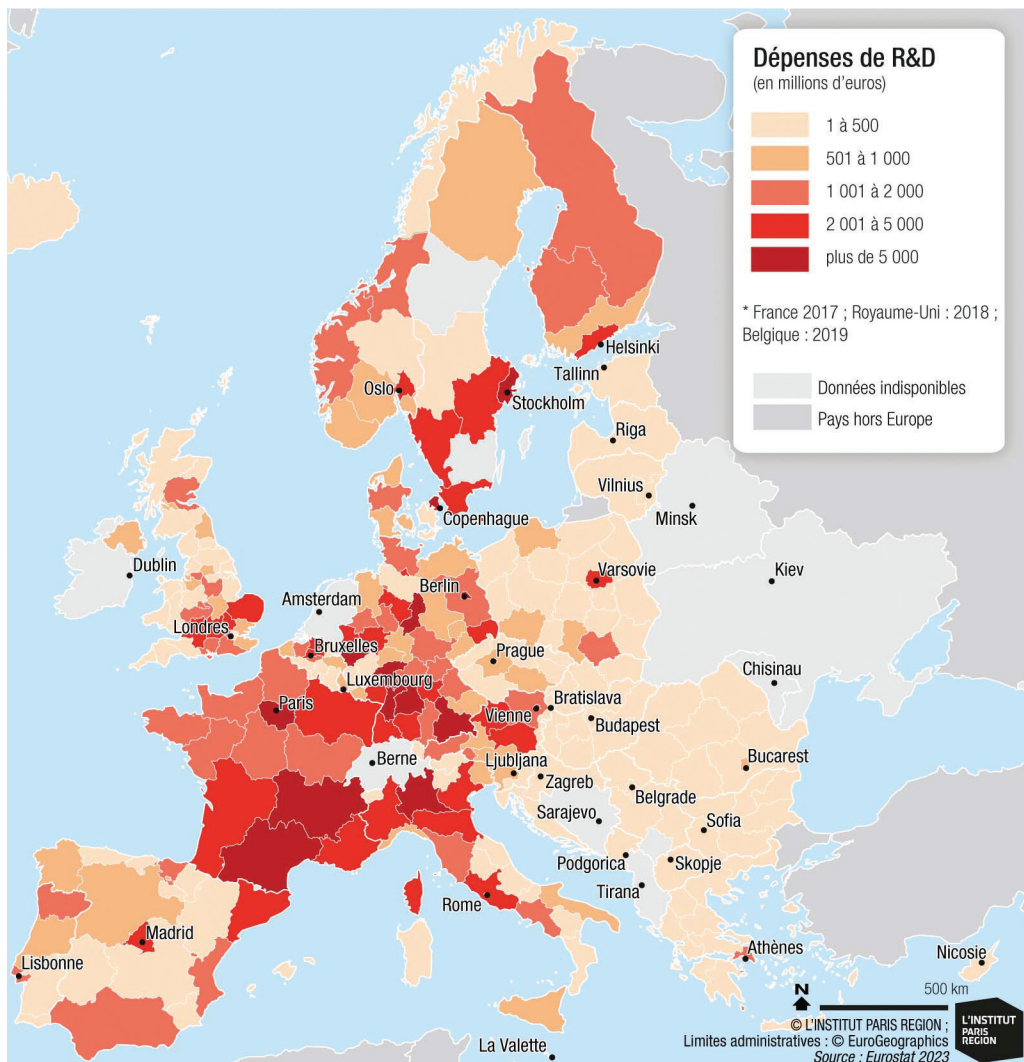 Dépenses de R&D
(en millions d'euros)
1 à 500
501 à 1 000
1 001 à 2 000
2 001 à 5 000
plus de 5 000
* France 2017 ; Royaume-Uni : 2018 ;
Belgique : 2019
Données indisponibles
Pays hors Europe
Helsinki
Tallinn
Oslo
Stockholm
Riga
Vilnius
Minsk
Copenhague
Dublin
Varsovie
Kiev
Amsterdam
Berlin
Londres
Bruxelles
Prague
Luxembourg
Chisinau
Paris
Vienne
Bratislava
Budapest
Berne
Ljubljana
Bucarest
Zagreb
Belgrade
Sarajevo
Sofia
Podgorica
Skopje
Tirana
Rome
Madrid
Lisbonne
Athènes
Nicosie
La Valette
N
500 km
© L'INSTITUT PARIS REGION ;
Limites administratives : © EuroGeographics
Source : Eurostat 2023
L'INSTITUT
PARIS
REGION